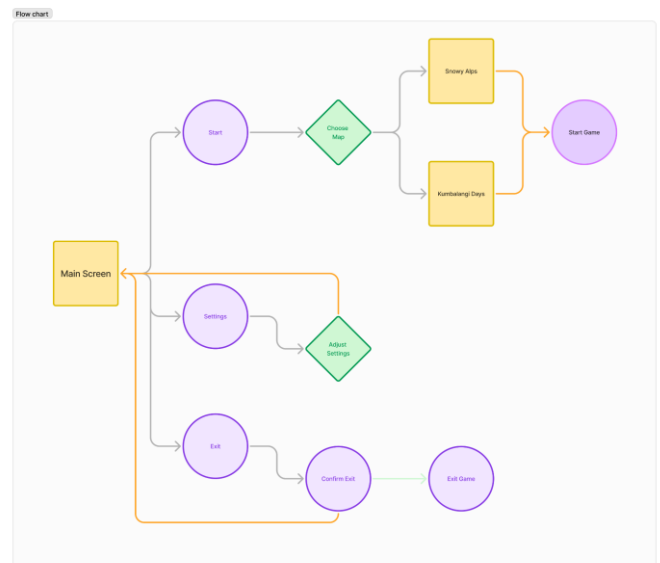 Flow chart
Snowy Alps
Start
Choose
Map
Start Game
Kumbalangi Days
Main Screen
Settings
Adjust
Settings
Exit
Confirm Exit
Exit Game